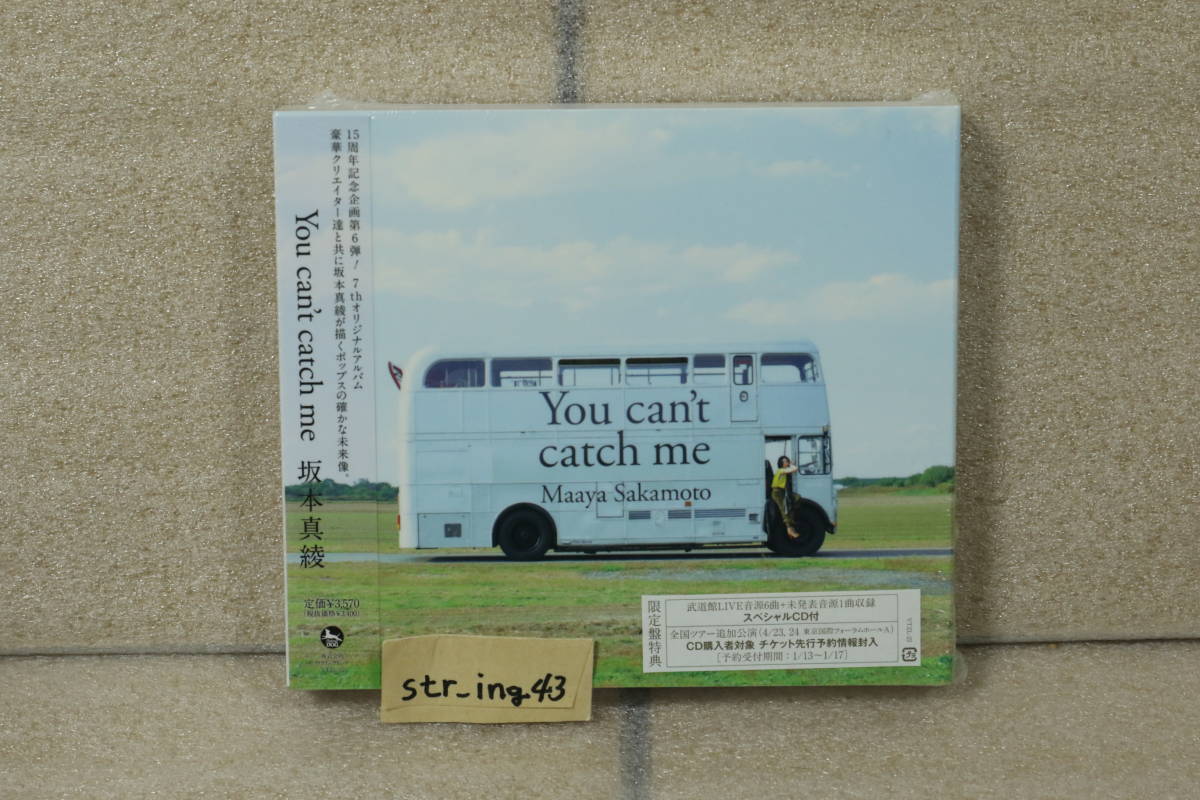 15周年記念企画第6弾! 7thオリジナルアルバム
豪華クリエイター達と共に坂本真綾が描くポップスの確かな未来像。
You can't catch me 坂本真綾
定価¥3,570
(税抜価格¥3,400)
You can't
catch me
Maaya Sakamoto
限定盤特典
武道館LIVE音源6曲+未発表音源1曲収録
スペシャルCD付
全国ツアー追加公演(4/23, 24 東京国際フォーラムホールA)
CD購入者対象 チケット先行予約情報封入
[予約受付期間:1/13〜1/17]
str_ing43